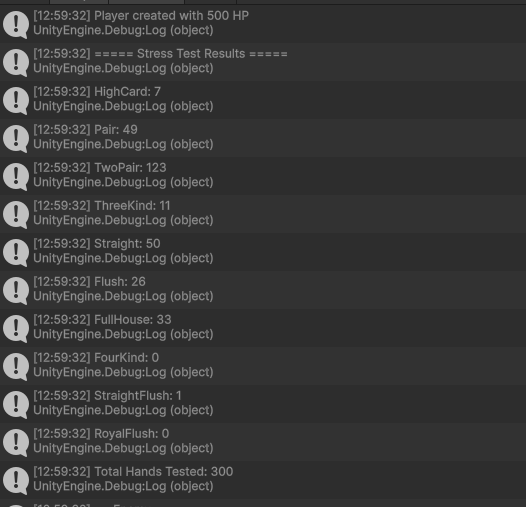 [12:59:32] Player created with 500 HP
UnityEngine.Debug:Log (object)
[12:59:32] ===== Stress Test Results =====
UnityEngine.Debug:Log (object)
[12:59:32] HighCard: 7
UnityEngine.Debug:Log (object)
[12:59:32] Pair: 49
UnityEngine.Debug:Log (object)
[12:59:32] TwoPair: 123
UnityEngine.Debug:Log (object)
[12:59:32] ThreeKind: 11
UnityEngine.Debug:Log (object)
[12:59:32] Straight: 50
UnityEngine.Debug:Log (object)
[12:59:32] Flush: 26
UnityEngine.Debug:Log (object)
[12:59:32] FullHouse: 33
UnityEngine.Debug:Log (object)
[12:59:32] FourKind: 0
UnityEngine.Debug:Log (object)
[12:59:32] StraightFlush: 1
UnityEngine.Debug:Log (object)
[12:59:32] RoyalFlush: 0
UnityEngine.Debug:Log (object)
[12:59:32] Total Hands Tested: 300
UnityEngine.Debug:Log (object)